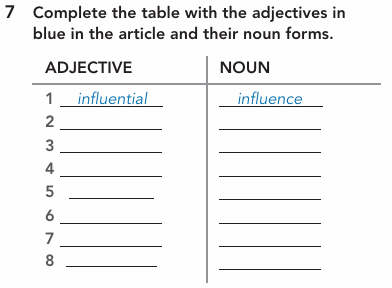 7 Complete the table with the adjectives in
blue in the article and their noun forms.
ADJECTIVE NOUN
1 influential influence
2
3
4
5
6
7
8